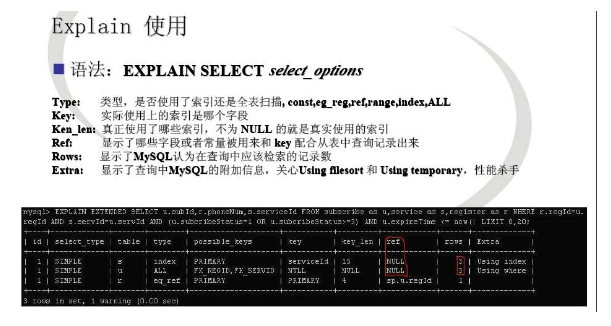 Explain 使用
语法：EXPLAIN SELECT select_options
Type: 类型，是否使用了索引还是全表扫描, const,eg_reg,ref,range,index,ALL
Key: 实际使用上的索引是哪个字段
Ken_len: 真正使用了哪些索引，不为 NULL 的就是真实使用的索引
Ref: 显示了哪些字段或者常量被用来和 key 配合从表中查询记录出来
Rows: 显示了MySQL认为在查询中应该检索的记录数
Extra: 显示了查询中MySQL的附加信息，关心Using filesort 和 Using temporary，性能杀手
mysql> EXPLAIN EXTENDED SELECT u.subId,r.phoneNum,s.serviceId FROM subscribe as u,service as s,register as r WHERE r.regId=u.
regId AND s.servId=u.servId AND (u.subcribeStatus=1 OR u.subcribeStatus>=3) AND u.expireTime <= now() LIMIT 0,20;
| id | select_type | table | type | possible_keys | key | key_len | ref | rows | Extra |
| 1 | SIMPLE | s | index | PRIMARY | serviceId | 15 | NULL | 3 | Using index |
| 1 | SIMPLE | u | ALL | FK_REGID,FK_SERVID | NULL | NULL | NULL | 3 | Using where |
| 1 | SIMPLE | r | eq_ref | PRIMARY | PRIMARY | 4 | sp.u.regId | 1 | |
3 rows in set, 1 warning (0.00 sec)